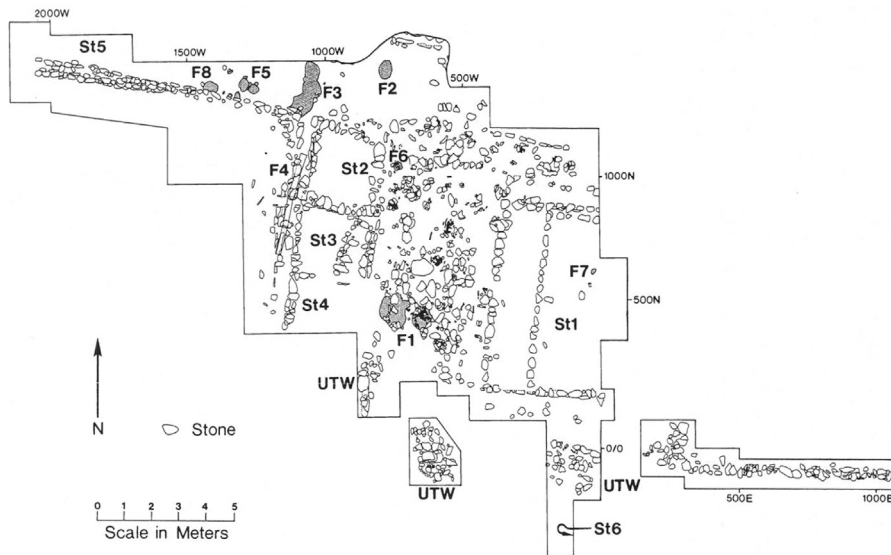 2000W
St5
1500W
1000W
F8
F5
F3
F2
500W
F6
St2
F4
1000N
St3
F7
500N
St4
St1
F1
UTW
N
Stone
0/0
UTW
UTW
500E
1000E
0 1 2 3 4 5
Scale in Meters
St6